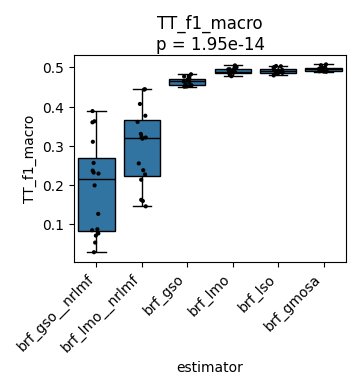 TT_f1_macro
p = 1.95e-14
TT_f1_macro
0.5
0.4
0.3
0.2
0.1
brf_gso__nrlmf
brf_lmo__nrlmf
brf_gso
brf_lmo
brf_lso
brf_gmosa
estimator